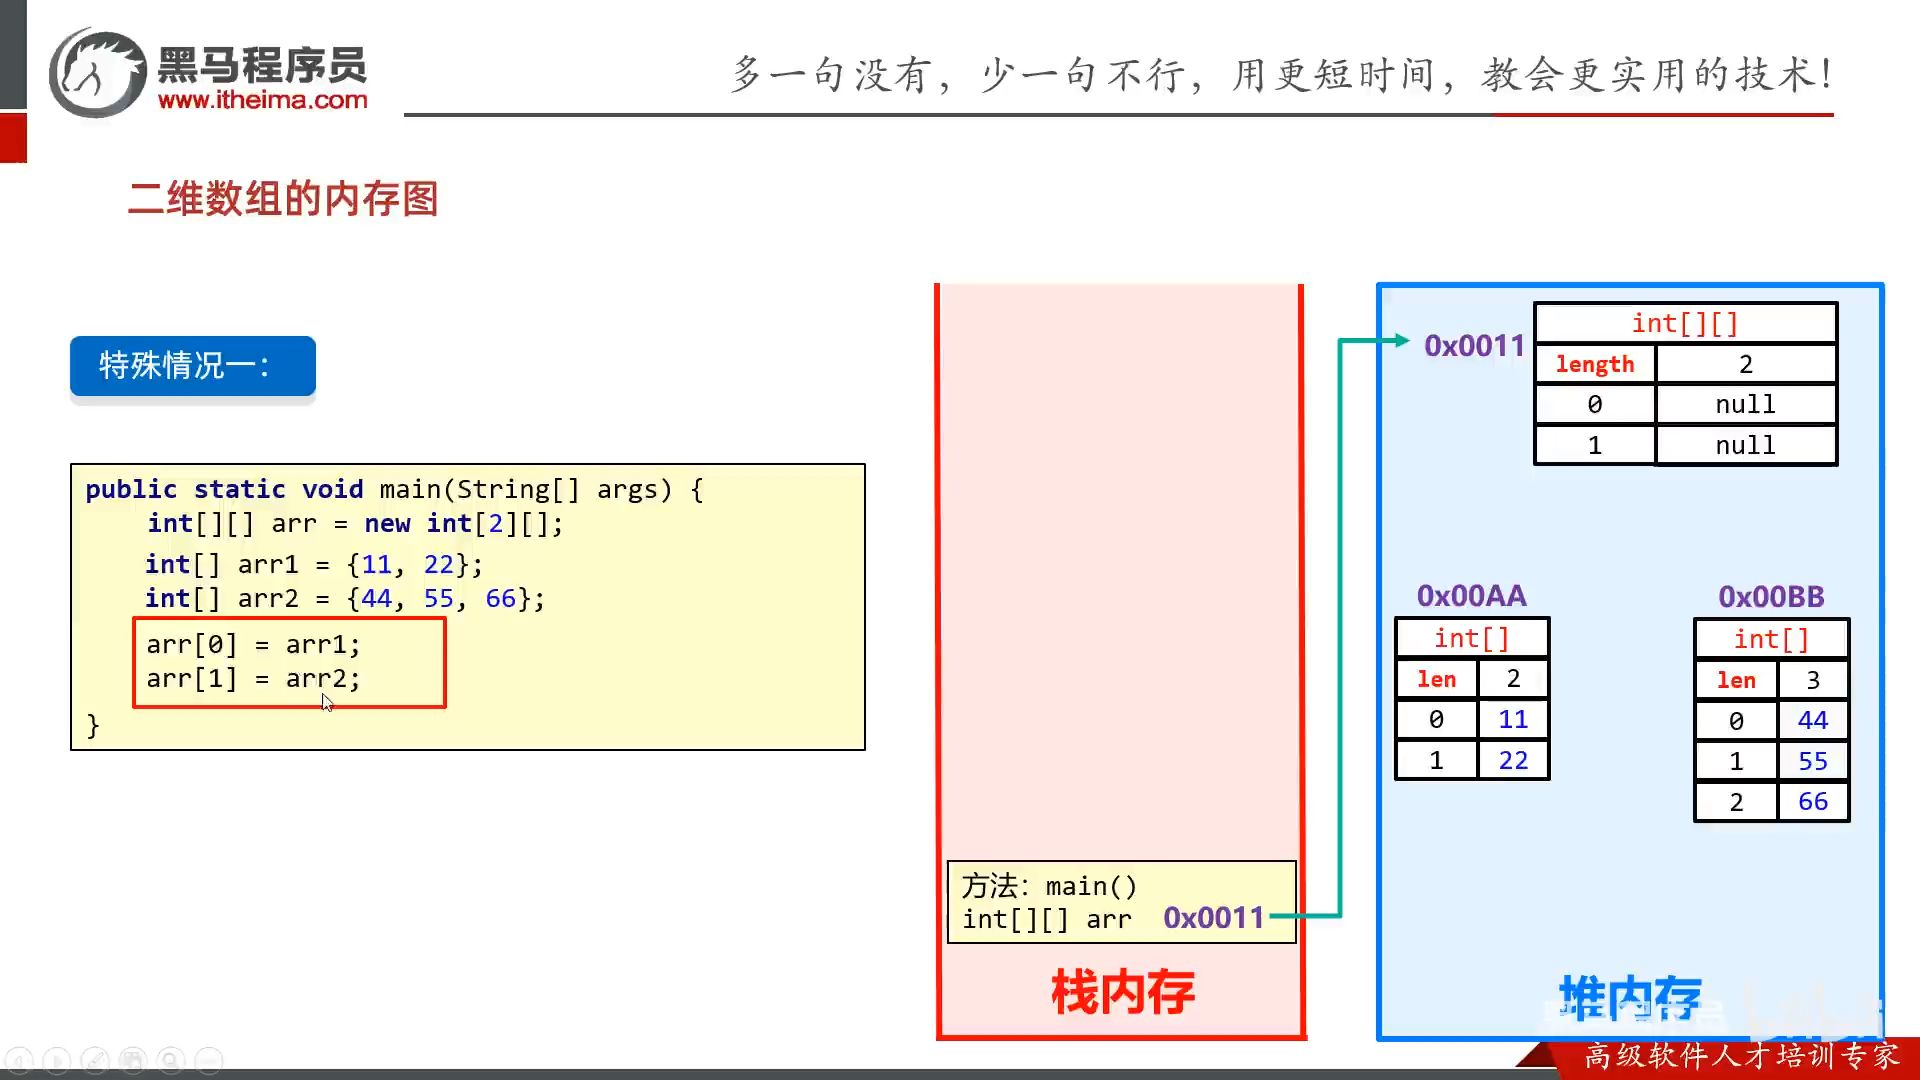 黑马程序员
www.itheima.com
多一句没有，少一句不行，用更短时间，教会更实用的技术！
二维数组的内存图
特殊情况一：
public static void main(String[] args) {
int[][] arr = new int[2][];
int[] arr1 = {11, 22};
int[] arr2 = {44, 55, 66};
arr[0] = arr1;
arr[1] = arr2;
}
方法：main()
int[][] arr 0x0011
栈内存
0x0011
int[][]
length 2
0 null
1 null
0x00AA
int[]
len 2
0 11
1 22
0x00BB
int[]
len 3
0 44
1 55
2 66
堆内存
高级软件人才培训专家